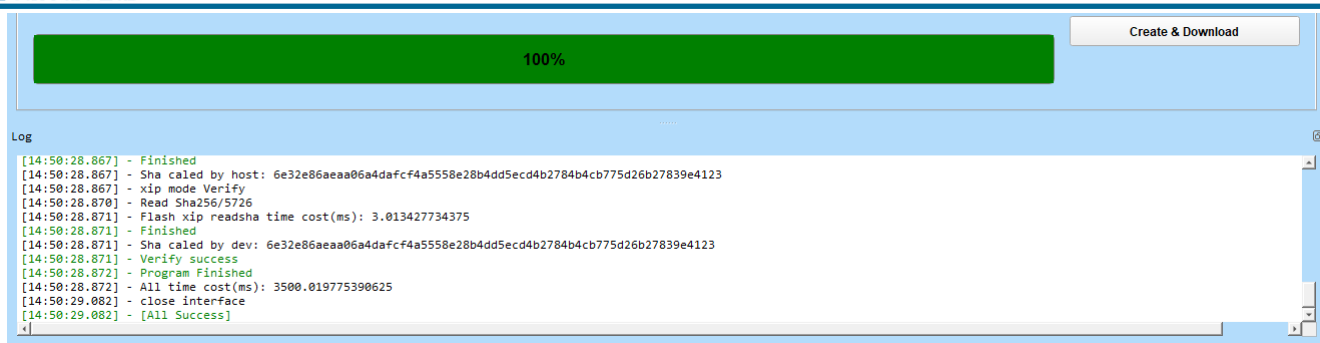 Create & Download
100%
Log
[14:50:28.867] - Finished
[14:50:28.867] - Sha caled by host: 6e32e86aeaa06a4dafcf4a5558e28b4dd5ecd4b2784b4cb775d26b27839e4123
[14:50:28.867] - xip mode Verify
[14:50:28.870] - Read Sha256/5726
[14:50:28.871] - Flash xip readsha time cost(ms): 3.013427734375
[14:50:28.871] - Finished
[14:50:28.871] - Sha caled by dev: 6e32e86aeaa06a4dafcf4a5558e28b4dd5ecd4b2784b4cb775d26b27839e4123
[14:50:28.871] - Verify success
[14:50:28.872] - Program Finished
[14:50:28.872] - All time cost(ms): 3500.019775390625
[14:50:29.082] - close interface
[14:50:29.082] - [All Success]